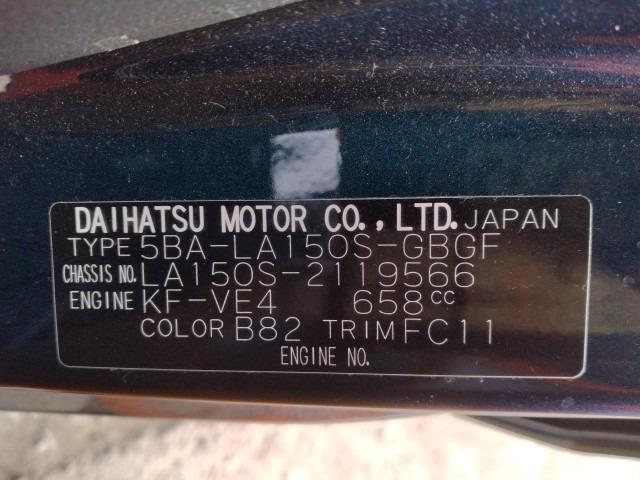 DAIHATSU MOTOR CO., LTD. JAPAN
TYPE 5BA-LA150S-GBGF
CHASSIS NO. LA150S-2119566
ENGINE KF-VE4 658cc
COLOR B82 TRIM FC11
ENGINE NO.